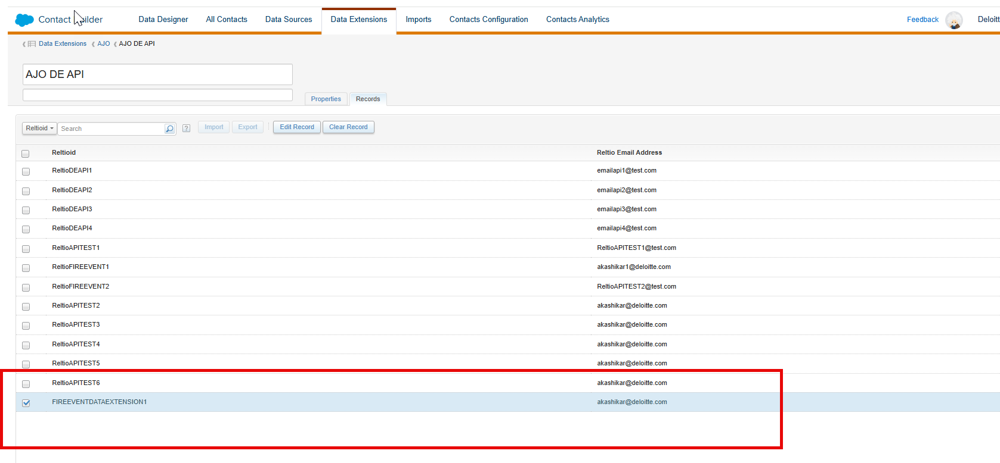 Contact Builder Data Designer All Contacts Data Sources Data Extensions Imports Contacts Configuration Contacts Analytics Feedback Deloitt
Data Extensions AJO AJO DE API
AJO DE API
Properties Records
Reltioid Search ? Import Export Edit Record Clear Record
Reltioid Reltio Email Address
ReltioDEAPI1 emailapi1@test.com
ReltioDEAPI2 emailapi2@test.com
ReltioDEAPI3 emailapi3@test.com
ReltioDEAPI4 emailapi4@test.com
ReltioAPITEST1 ReltioAPITEST1@test.com
ReltioFIREEVENT1 akashikar1@deloitte.com
ReltioFIREEVENT2 ReltioAPITEST2@test.com
ReltioAPITEST2 akashikar@deloitte.com
ReltioAPITEST3 akashikar@deloitte.com
ReltioAPITEST4 akashikar@deloitte.com
ReltioAPITEST5 akashikar@deloitte.com
ReltioAPITEST6 akashikar@deloitte.com
FIREEVENTDATAEXTENSION1 akashikar@deloitte.com